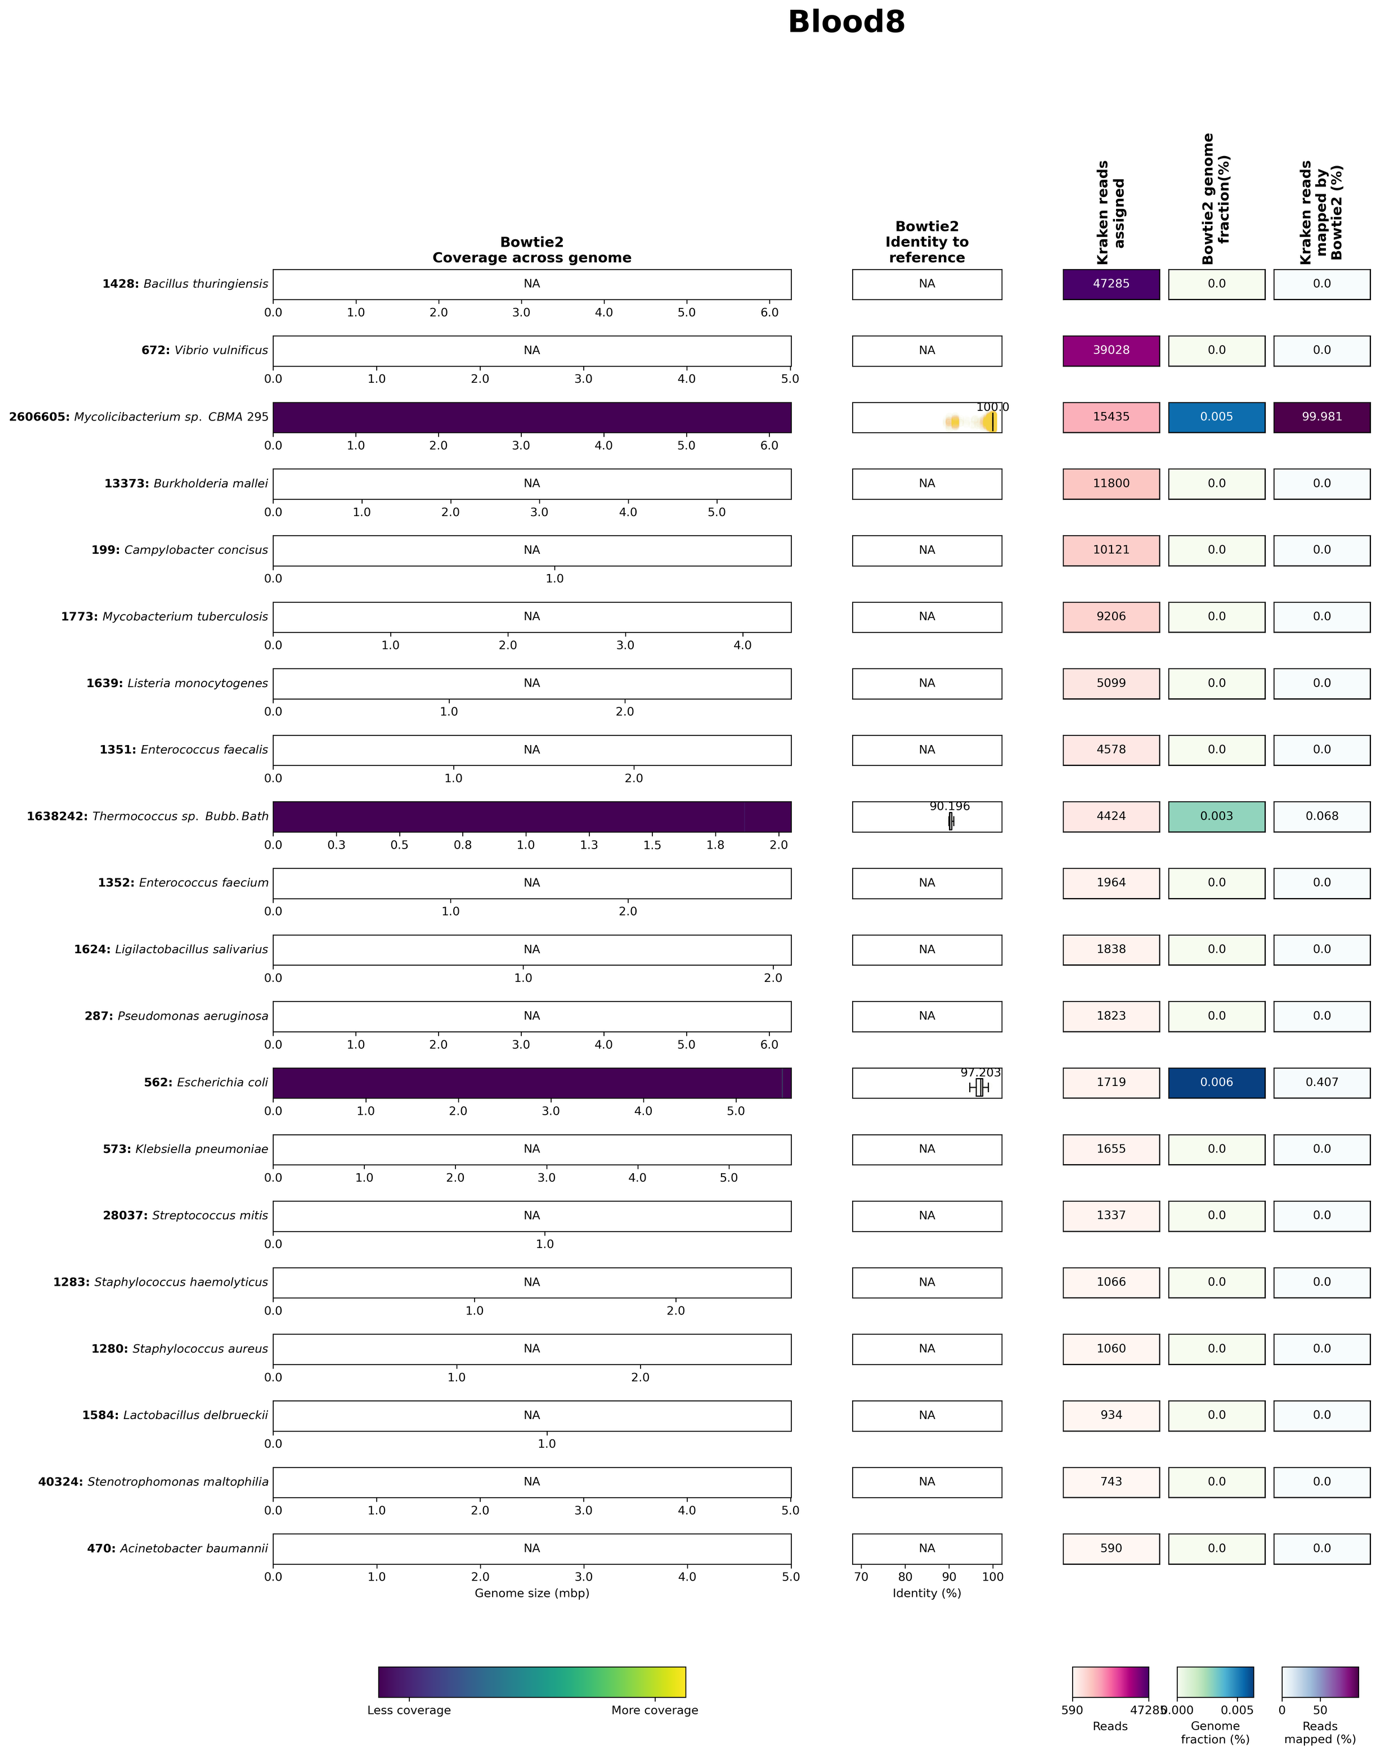 Blood8
Bowtie2
Coverage across genome
Bowtie2
Identity to
reference
Kraken reads
assigned
Bowtie2 genome
fraction(%)
Kraken reads
mapped by
Bowtie2 (%)
1428: Bacillus thuringiensis NA NA 47285 0.0 0.0
0.0 1.0 2.0 3.0 4.0 5.0 6.0
672: Vibrio vulnificus NA NA 39028 0.0 0.0
0.0 1.0 2.0 3.0 4.0 5.0
2606605: Mycolicibacterium sp. CBMA 295 100.0 15435 0.005 99.981
0.0 1.0 2.0 3.0 4.0 5.0 6.0
13373: Burkholderia mallei NA NA 11800 0.0 0.0
0.0 1.0 2.0 3.0 4.0 5.0
199: Campylobacter concisus NA NA 10121 0.0 0.0
0.0 1.0
1773: Mycobacterium tuberculosis NA NA 9206 0.0 0.0
0.0 1.0 2.0 3.0 4.0
1639: Listeria monocytogenes NA NA 5099 0.0 0.0
0.0 1.0 2.0
1351: Enterococcus faecalis NA NA 4578 0.0 0.0
0.0 1.0 2.0
1638242: Thermococcus sp. Bubb.Bath 90.196 4424 0.003 0.068
0.0 0.3 0.5 0.8 1.0 1.3 1.5 1.8 2.0
1352: Enterococcus faecium NA NA 1964 0.0 0.0
0.0 1.0 2.0
1624: Ligilactobacillus salivarius NA NA 1838 0.0 0.0
0.0 1.0 2.0
287: Pseudomonas aeruginosa NA NA 1823 0.0 0.0
0.0 1.0 2.0 3.0 4.0 5.0 6.0
562: Escherichia coli 97.203 1719 0.006 0.407
0.0 1.0 2.0 3.0 4.0 5.0
573: Klebsiella pneumoniae NA NA 1655 0.0 0.0
0.0 1.0 2.0 3.0 4.0 5.0
28037: Streptococcus mitis NA NA 1337 0.0 0.0
0.0 1.0
1283: Staphylococcus haemolyticus NA NA 1066 0.0 0.0
0.0 1.0 2.0
1280: Staphylococcus aureus NA NA 1060 0.0 0.0
0.0 1.0 2.0
1584: Lactobacillus delbrueckii NA NA 934 0.0 0.0
0.0 1.0
40324: Stenotrophomonas maltophilia NA NA 743 0.0 0.0
0.0 1.0 2.0 3.0 4.0 5.0
470: Acinetobacter baumannii NA NA 590 0.0 0.0
0.0 1.0 2.0 3.0 4.0 5.0 70 80 90 100
Genome size (mbp) Identity (%)
Less coverage More coverage
590 47285
Reads
0.000 0.005
Genome
fraction (%)
0 50
Reads
mapped (%)